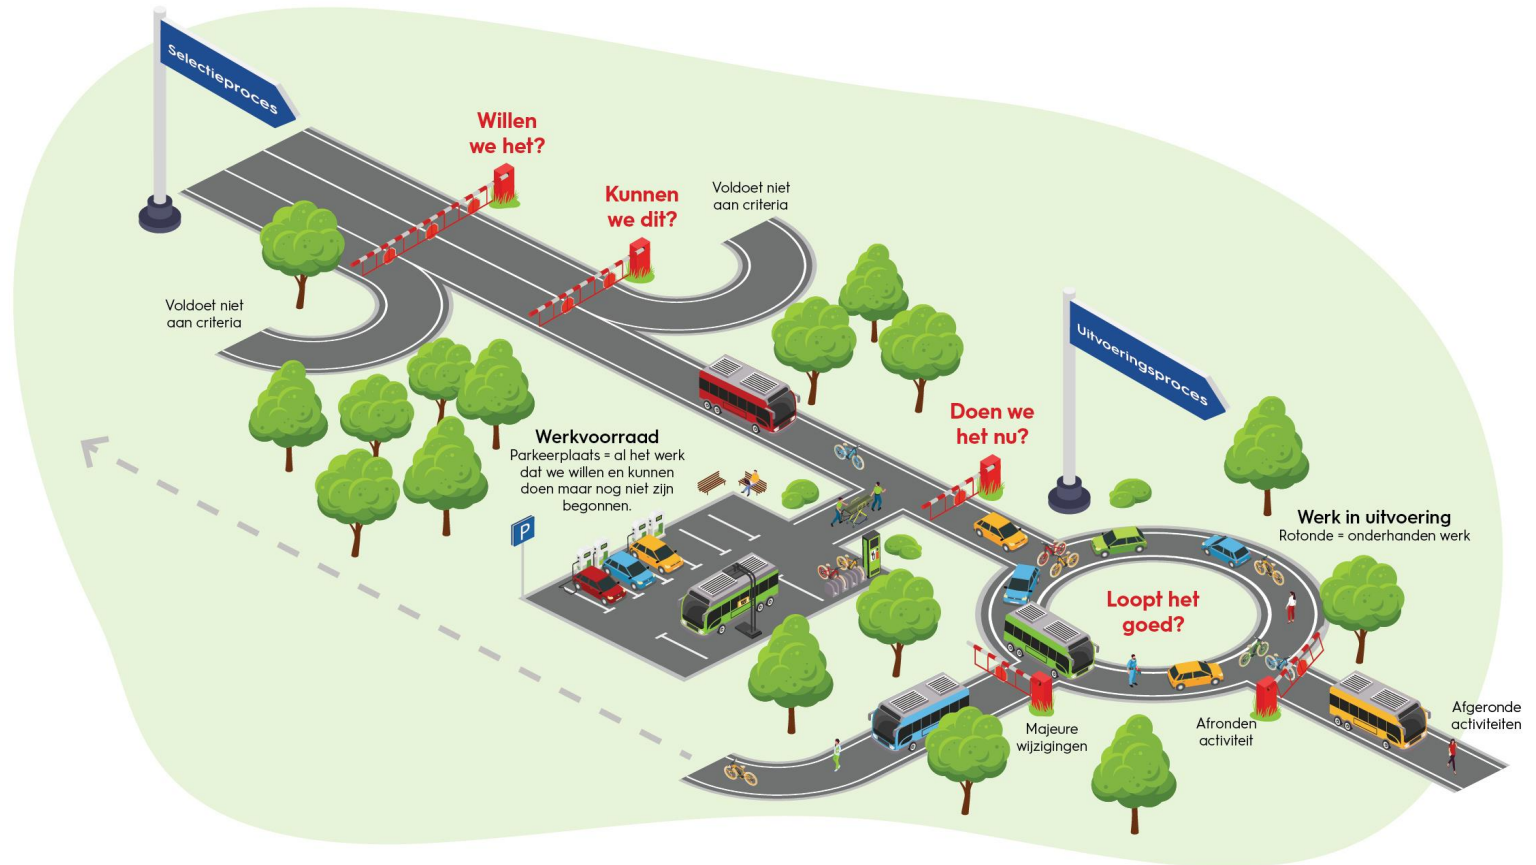 Selectieproces
Willen
we het?
Kunnen
we dit?
Voldoet niet
aan criteria
Voldoet niet
aan criteria
Uitvoeringsproces
Doen we
het nu?
Werkvoorraad
Parkeerplaats = al het werk
dat we willen en kunnen
doen maar nog niet zijn
begonnen.
P
Werk in uitvoering
Rotonde = onderhanden werk
Loopt het
goed?
Majeure
wijzigingen
Afronden
activiteit
Afgeronde
activiteiten